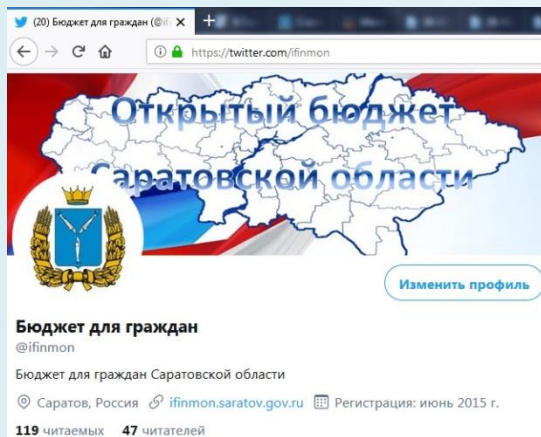 (20) Бюджет для граждан (@if
https://twitter.com/ifinmon
Открытый бюджет
Саратовской области
Изменить профиль
Бюджет для граждан
@ifinmon
Бюджет для граждан Саратовской области
Саратов, Россия ifinmon.saratov.gov.ru Регистрация: июнь 2015 г.
119 читаемых 47 читателей